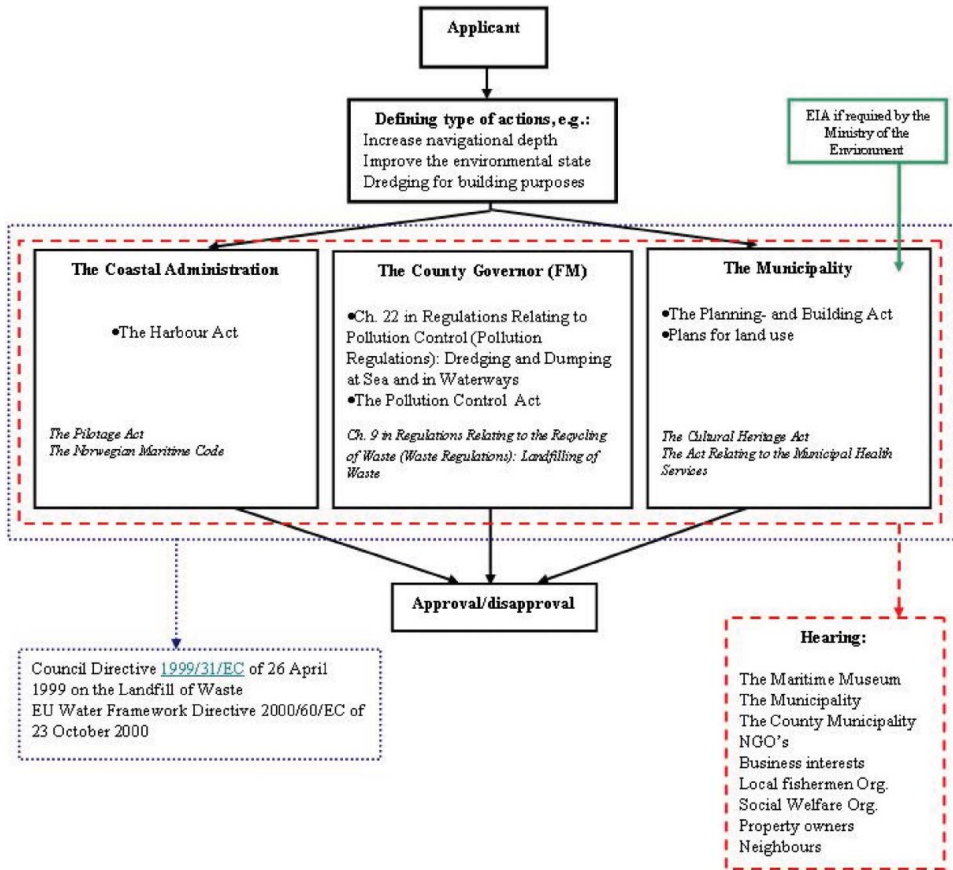 Applicant
Defining type of actions, e.g.:
Increase navigational depth
Improve the environmental state
Dredging for building purposes
EIA if required by the
Ministry of the
Environment
The Coastal Administration
•The Harbour Act
The Pilotage Act
The Norwegian Maritime Code
The County Governor (FM)
•Ch. 22 in Regulations Relating to
Pollution Control (Pollution
Regulations): Dredging and Dumping
at Sea and in Waterways
•The Pollution Control Act
Ch. 9 in Regulations Relating to the Recycling
of Waste (Waste Regulations): Landfilling of
Waste
The Municipality
•The Planning- and Building Act
•Plans for land use
The Cultural Heritage Act
The Act Relating to the Municipal Health
Services
Approval/disapproval
Council Directive 1999/31/EC of 26 April
1999 on the Landfill of Waste
EU Water Framework Directive 2000/60/EC of
23 October 2000
Hearing:
The Maritime Museum
The Municipality
The County Municipality
NGO's
Business interests
Local fishermen Org.
Social Welfare Org.
Property owners
Neighbours